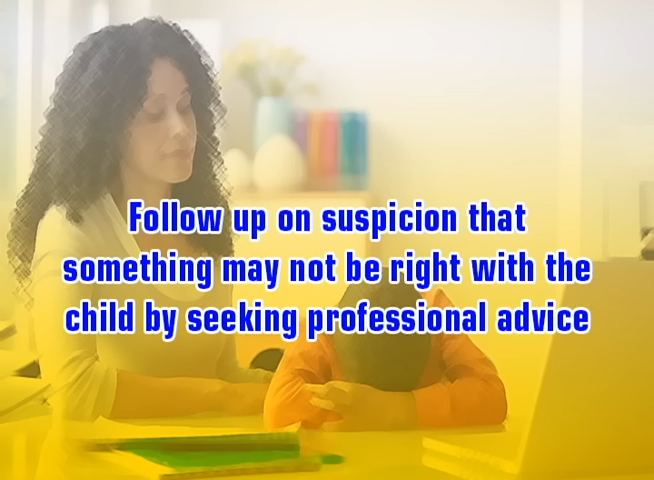 Follow up on suspicion that
something may not be right with the
child by seeking professional advice